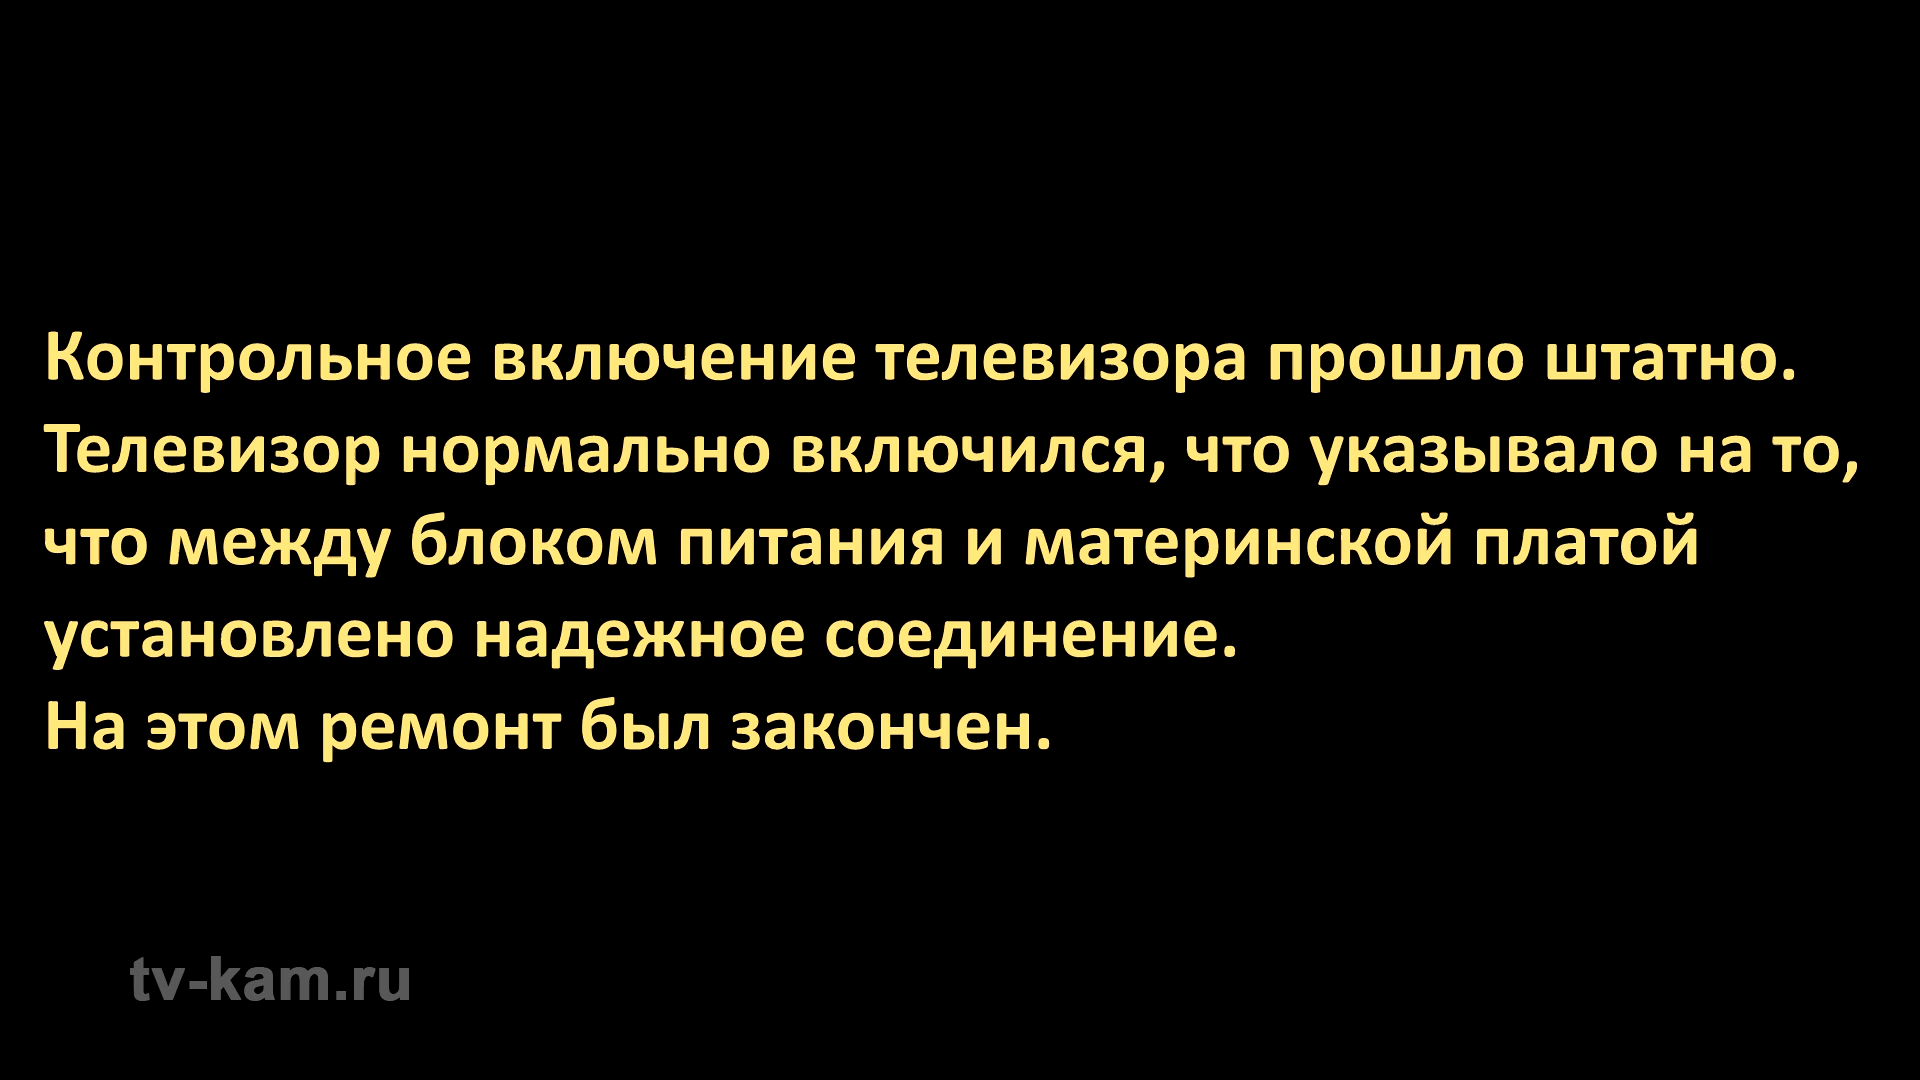 Контрольное включение телевизора прошло штатно.
Телевизор нормально включился, что указывало на то,
что между блоком питания и материнской платой
установлено надежное соединение.
На этом ремонт был закончен.
tv-kam.ru